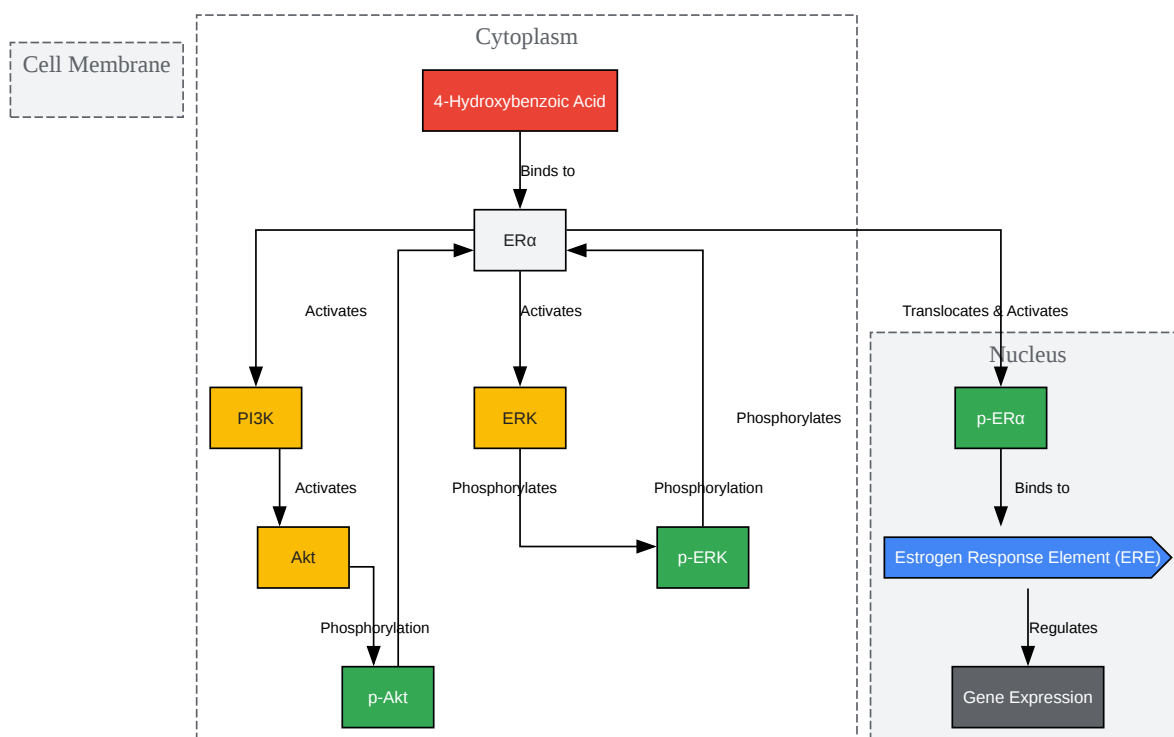 Cytoplasm
Cell Membrane
4-Hydroxybenzoic Acid
Binds to
ERα
Activates
Activates
Translocates & Activates
Nucleus
PI3K
ERK
Phosphorylates
p-ERα
Activates
Phosphorylates
Phosphorylation
Binds to
Akt
p-ERK
Estrogen Response Element (ERE)
Phosphorylation
Regulates
p-Akt
Gene Expression